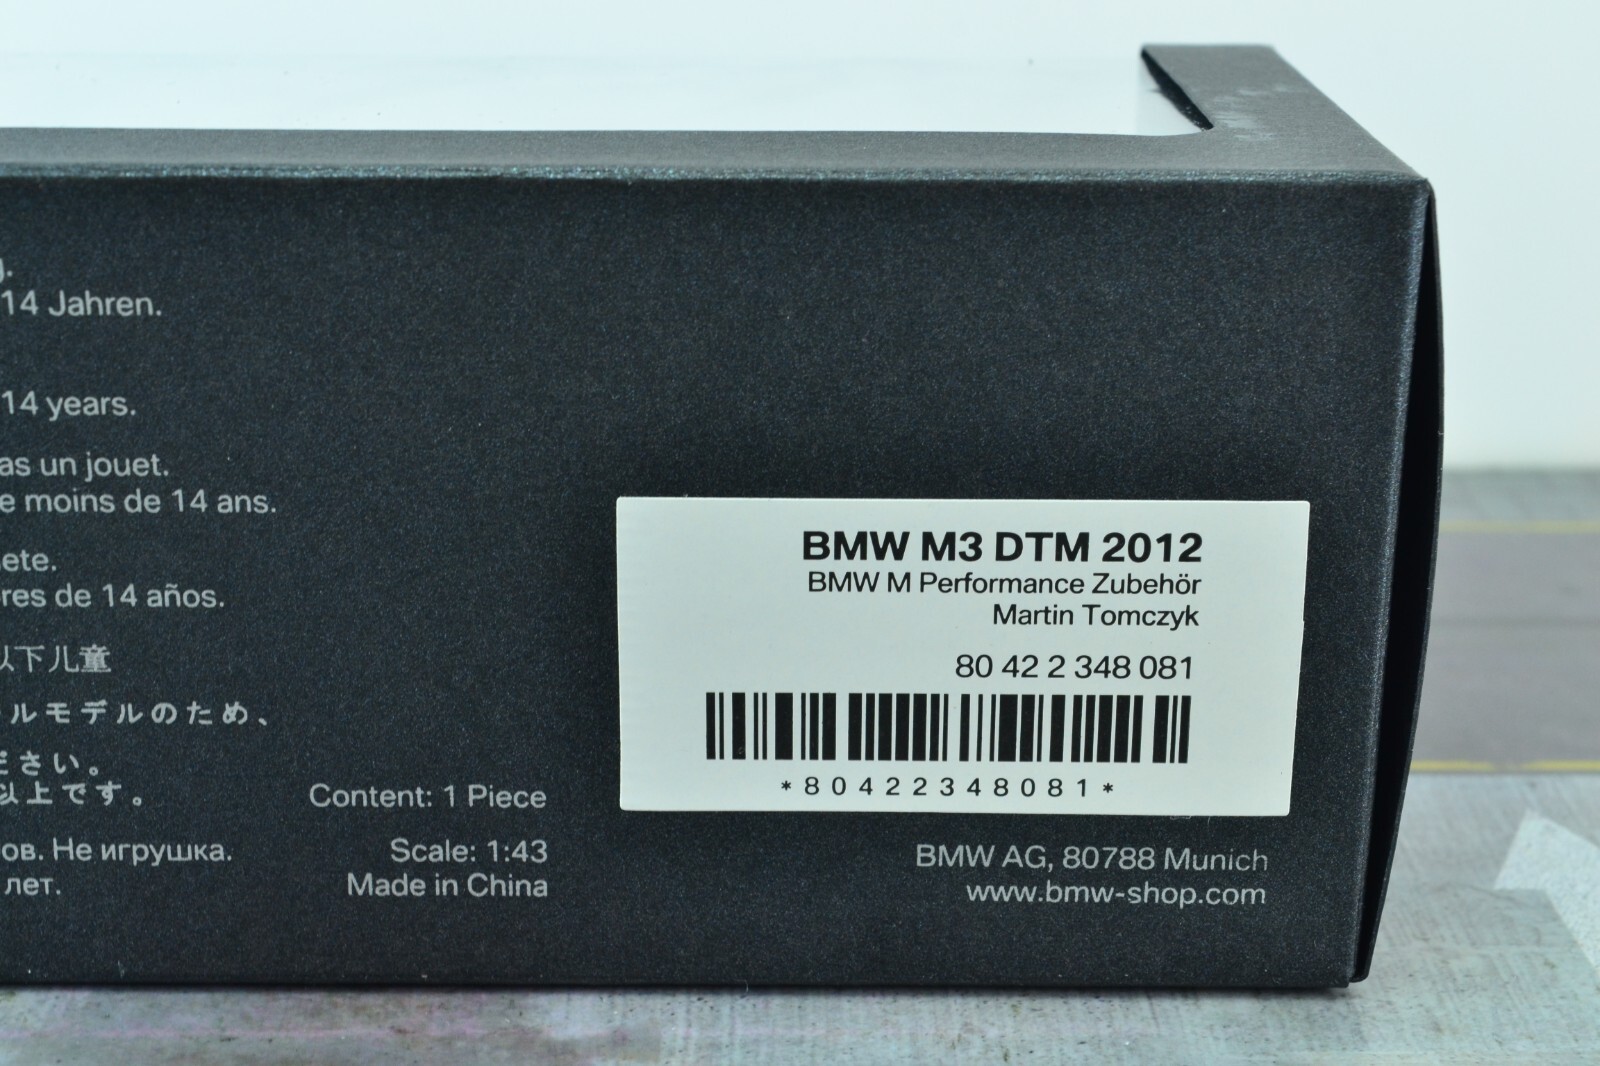 14 Jahren.
14 years.
as un jouet.
e moins de 14 ans.
ete.
res de 14 años.
以下儿童
ルモデルのため、
ださい。
以上です。
ов. Не игрушка.
лет.
Content: 1 Piece
Scale: 1:43
Made in China
BMW M3 DTM 2012
BMW M Performance Zubehör
Martin Tomczyk
80 42 2 348 081
*80422348081*
BMW AG, 80788 Munich
www.bmw-shop.com